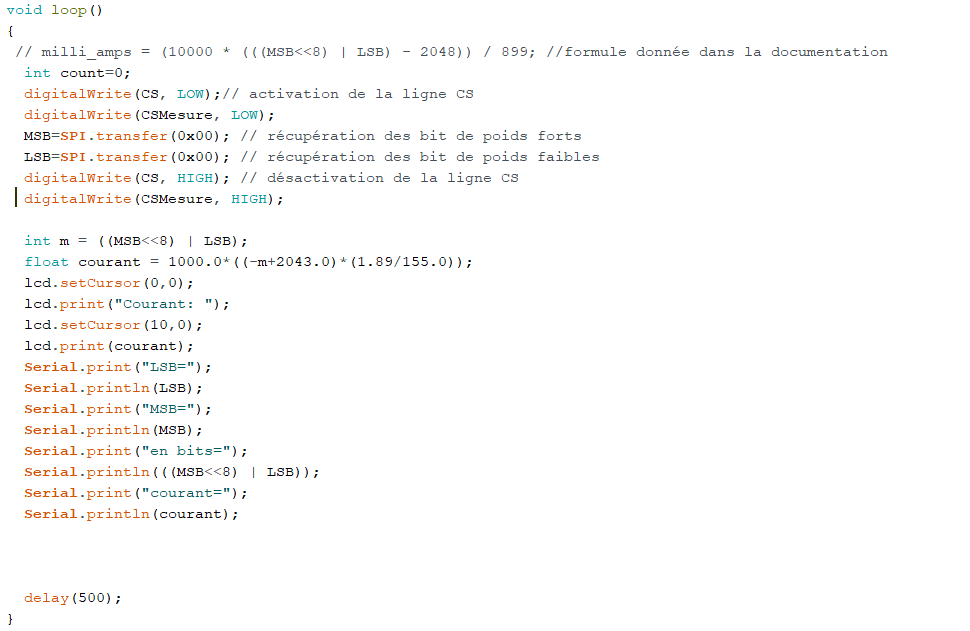 void loop()
{
// milli_amps = (10000 * (((MSB<<8) | LSB) - 2048)) / 899; //formule donnée dans la documentation
int count=0;
digitalWrite(CS, LOW);// activation de la ligne CS
digitalWrite(CSMesure, LOW);
MSB=SPI.transfer(0x00); // récupération des bit de poids forts
LSB=SPI.transfer(0x00); // récupération des bit de poids faibles
digitalWrite(CS, HIGH); // désactivation de la ligne CS
digitalWrite(CSMesure, HIGH);
int m = ((MSB<<8) | LSB);
float courant = 1000.0*((-m+2043.0)*(1.89/155.0));
lcd.setCursor(0,0);
lcd.print("Courant: ");
lcd.setCursor(10,0);
lcd.print(courant);
Serial.print("LSB=");
Serial.println(LSB);
Serial.print("MSB=");
Serial.println(MSB);
Serial.print("en bits=");
Serial.println(((MSB<<8) | LSB));
Serial.print("courant=");
Serial.println(courant);
delay(500);
}